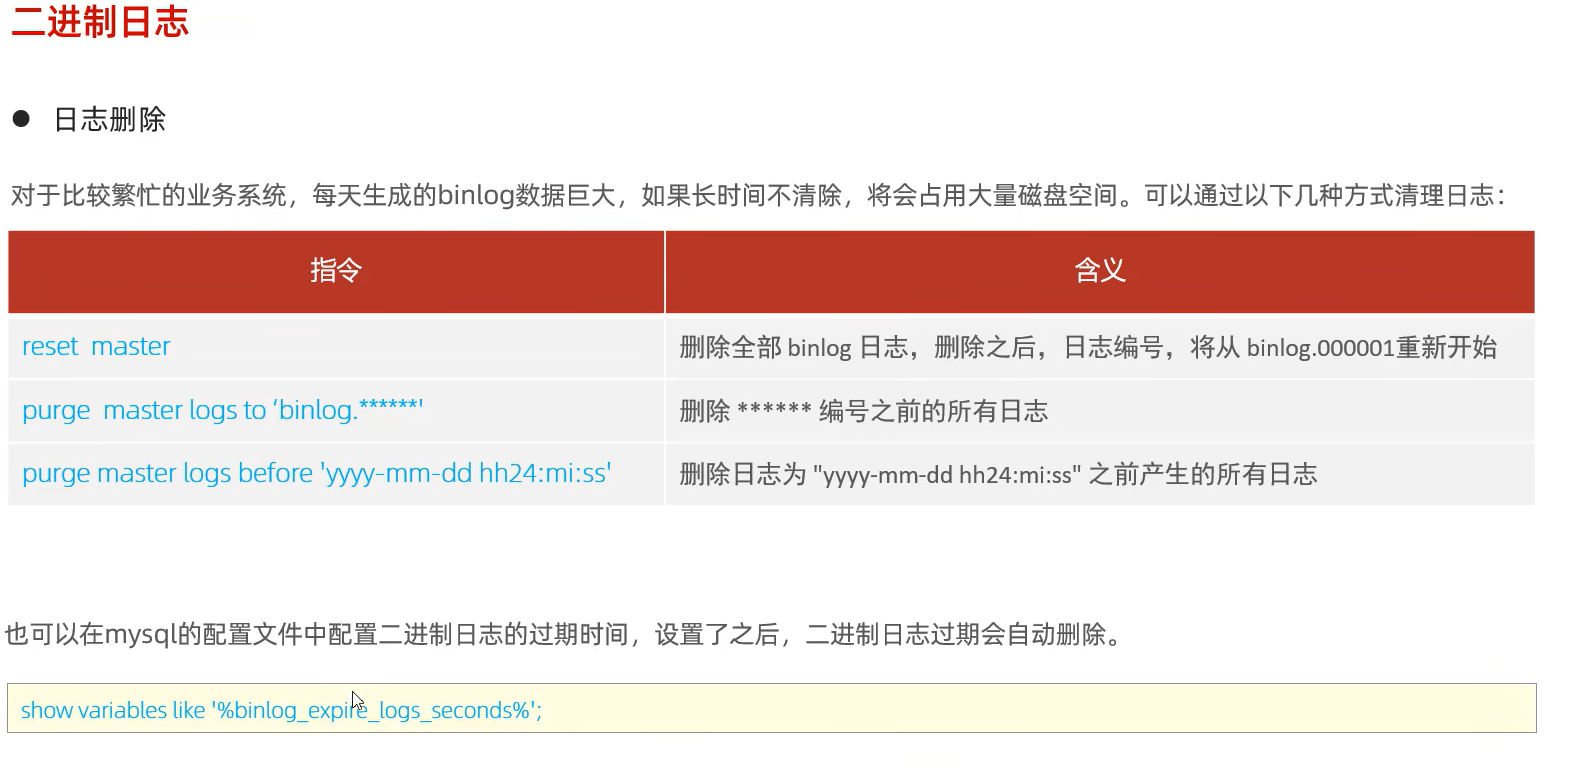 二进制日志
● 日志删除
对于比较繁忙的业务系统，每天生成的binlog数据巨大，如果长时间不清除，将会占用大量磁盘空间。可以通过以下几种方式清理日志：
指令 含义
reset  master 删除全部 binlog 日志，删除之后，日志编号，将从 binlog.000001重新开始
purge  master logs to ‘binlog.******' 删除 ****** 编号之前的所有日志
purge master logs before 'yyyy-mm-dd hh24:mi:ss' 删除日志为 "yyyy-mm-dd hh24:mi:ss" 之前产生的所有日志
也可以在mysql的配置文件中配置二进制日志的过期时间，设置了之后，二进制日志过期会自动删除。
show variables like '%binlog_expire_logs_seconds%';